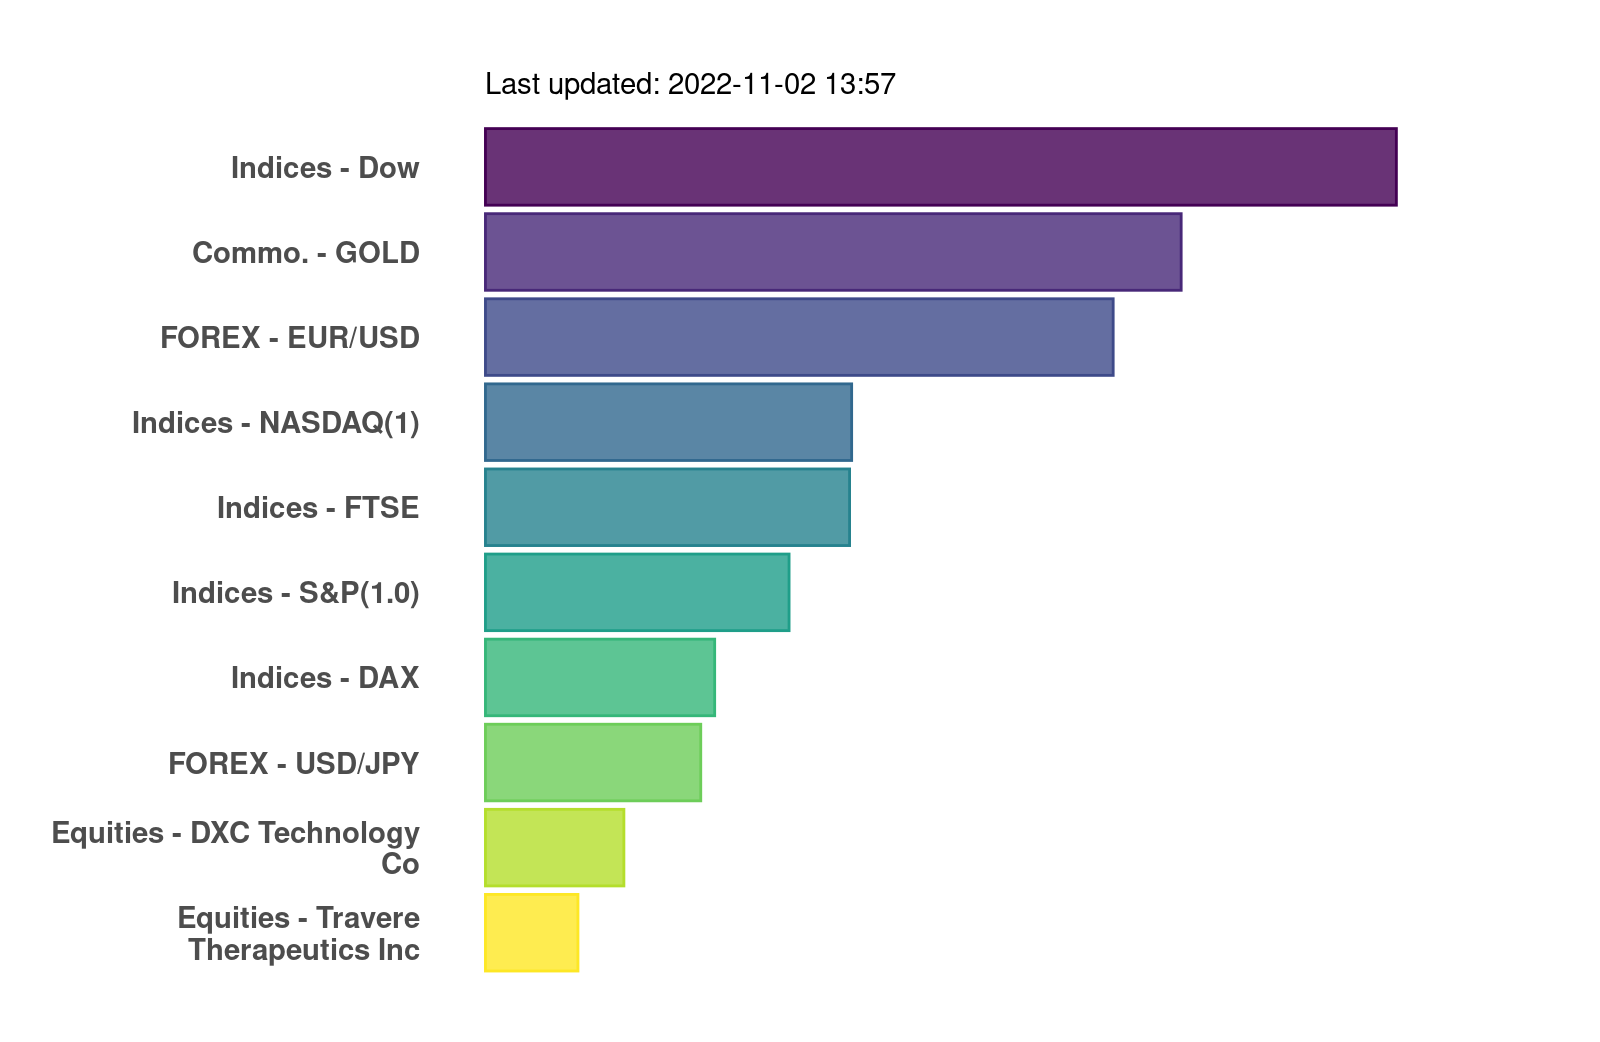 Last updated: 2022-11-02 13:57
Indices - Dow
Commo. - GOLD
FOREX - EUR/USD
Indices - NASDAQ(1)
Indices - FTSE
Indices - S&P(1.0)
Indices - DAX
FOREX - USD/JPY
Equities - DXC Technology
Co
Equities - Travere
Therapeutics Inc